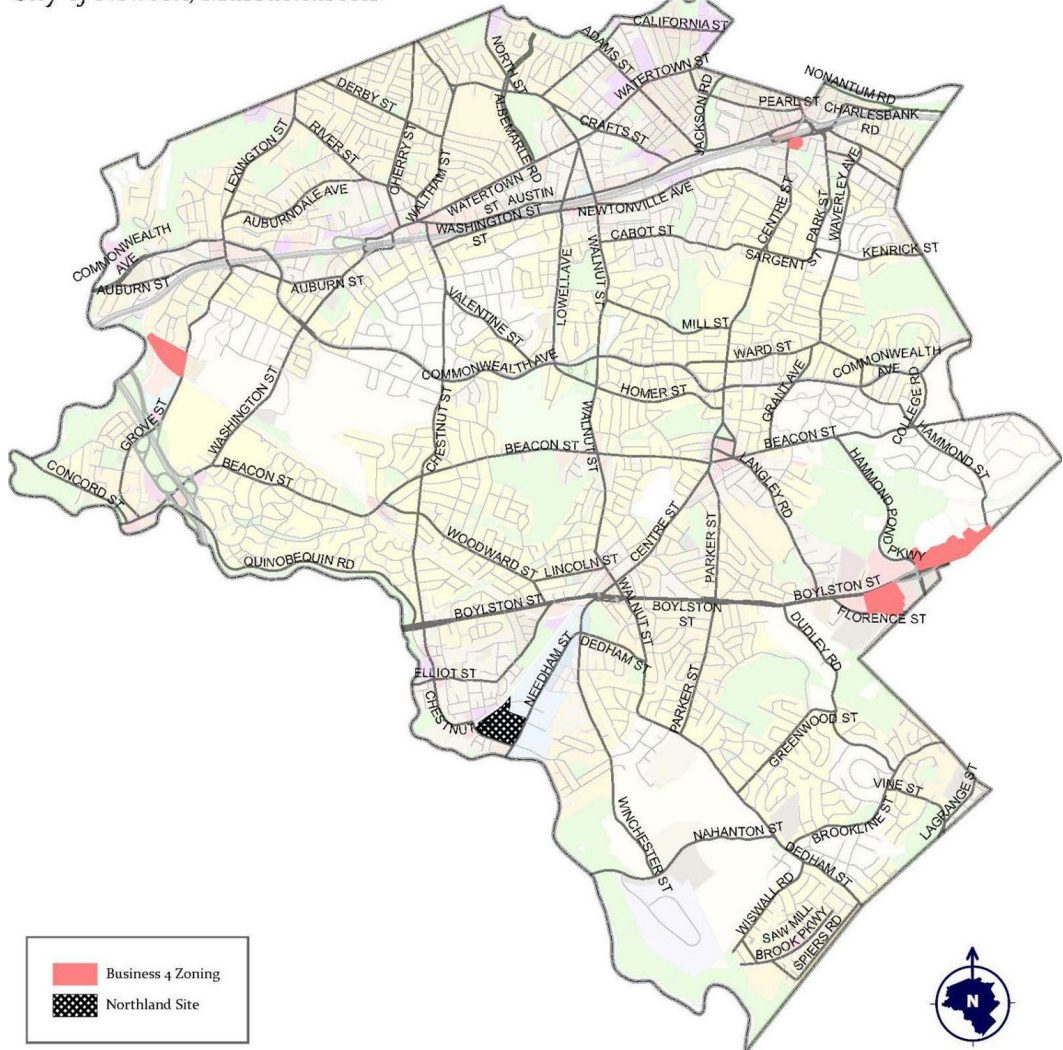 CALIFORNIA ST
ADAMS ST
NORTH ST
WATERTOWN ST
NONANTUM RD
DERBY ST
ALBEMARLE RD
JACKSON RD
PEARL ST
CHARLESBANK
RD
CRAFTS ST
LEXINGTON ST
RIVER ST
CHERRY ST
WALTHAM ST
WATERTOWN
ST
AUSTIN
WASHINGTON ST
ST
NEWTONVILLE AVE
AUBURNDALE AVE
CENTRE ST
PARK ST
WAVERLEY AVE
COMMONWEALTH
AVE
CABOT ST
SARGENT ST
KENRICK ST
AUBURN ST
AUBURN ST
LOWELL AVE
WALNUT ST
VALENTINE ST
MILL ST
WARD ST
COMMONWEALTH AVE
COMMONWEALTH
AVE
HOMER ST
GRANT AVE
COLLEGE RD
WASHINGTON ST
GROVE ST
CHESTNUT ST
WALNUT ST
BEACON ST
BEACON ST
HAMMOND ST
CONCORD ST
BEACON ST
LANGLEY RD
HAMMOND POND
PKWY
QUINOBEQUIN RD
WOODWARD ST
LINCOLN ST
CENTRE ST
PARKER ST
BOYLSTON ST
BOYLSTON ST
BOYLSTON
ST
WALNUT ST
FLORENCE ST
DUDLEY RD
DEDHAM ST
NEEDHAM ST
ELLIOT ST
CHESTNUT
PARKER ST
GREENWOOD ST
VINE ST
LAGRANGE ST
BROOKLINE ST
NAHANTON ST
WINCHESTER ST
DEDHAM ST
WISWALL RD
SAW MILL
BROOK PKWY
SPIERS RD
Business 4 Zoning
Northland Site
N